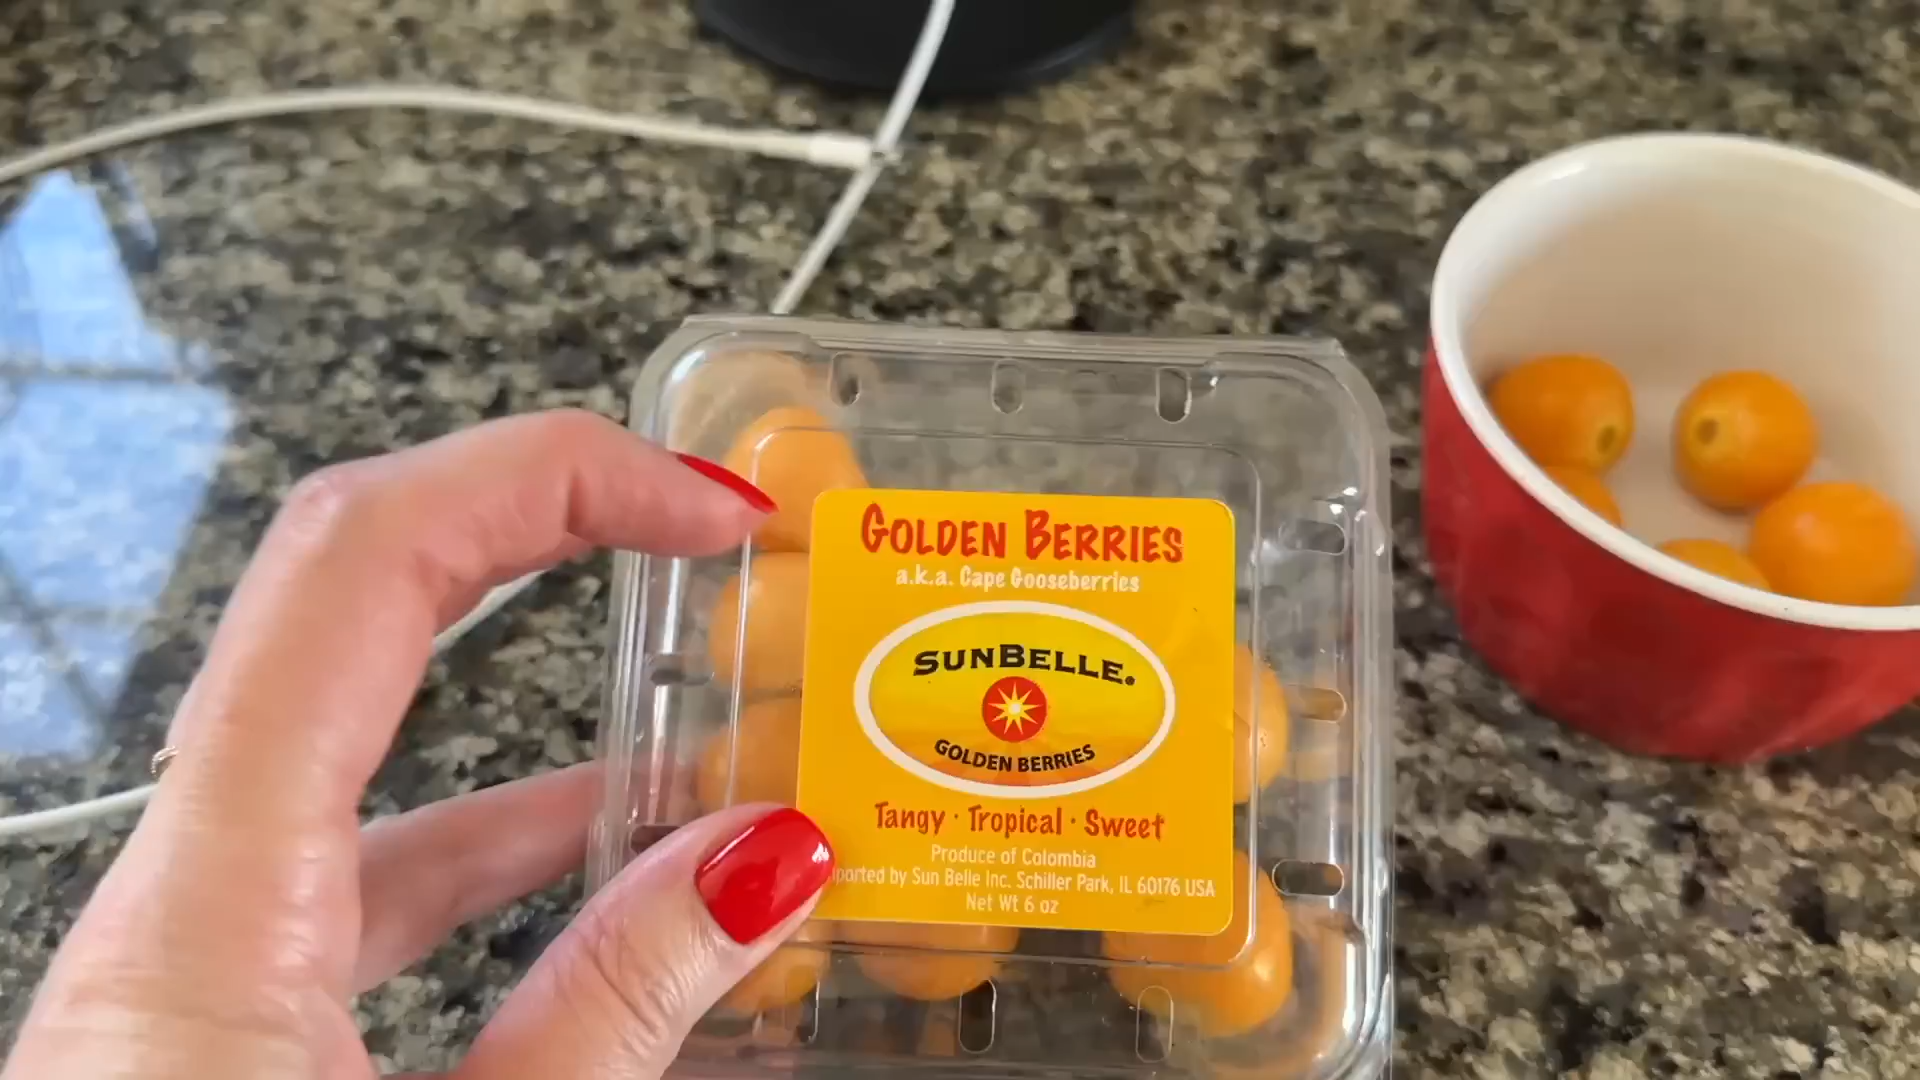 GOLDEN BERRIES
a.k.a. Cape Gooseberries
SUNBELLE®
GOLDEN BERRIES
Tangy · Tropical · Sweet
Produce of Colombia
ported by Sun Belle Inc. Schiller Park, IL 60176 USA
Net Wt 6 oz